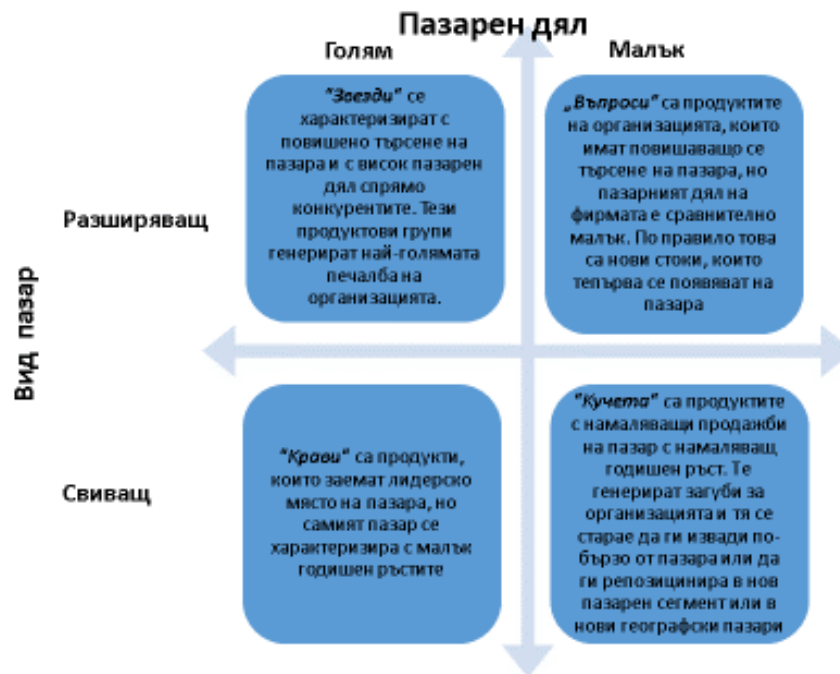 Пазарен дял
Голям
Малък
Вид пазар
Разширяващ
"Звезди" се
характеризират с
повишено търсене на
пазара и с висок пазарен
дял спрямо
конкурентите. Тези
продуктови групи
генерират най-голямата
печалба на
организацията.
„Въпроси" са продуктите
на организацията, които
имат повишаващо се
търсене на пазара, но
пазарният дял на
фирмата е сравнително
малък. По правило това
са нови стоки, които
тепърва се появяват на
пазара
Свиващ
"Крави" са продукти,
които заемат лидерско
място на пазара, но
самият пазар се
характеризира с малък
годишен ръстите
"Кучета" са продуктите
с намаляващи продажби
на пазар с намаляващ
годишен ръст. Те
генерират загуби за
организацията и тя се
старае да ги извади по-
бързо от пазара или да
ги репозицинира в нов
пазарен сегмент или в
нови географски пазари